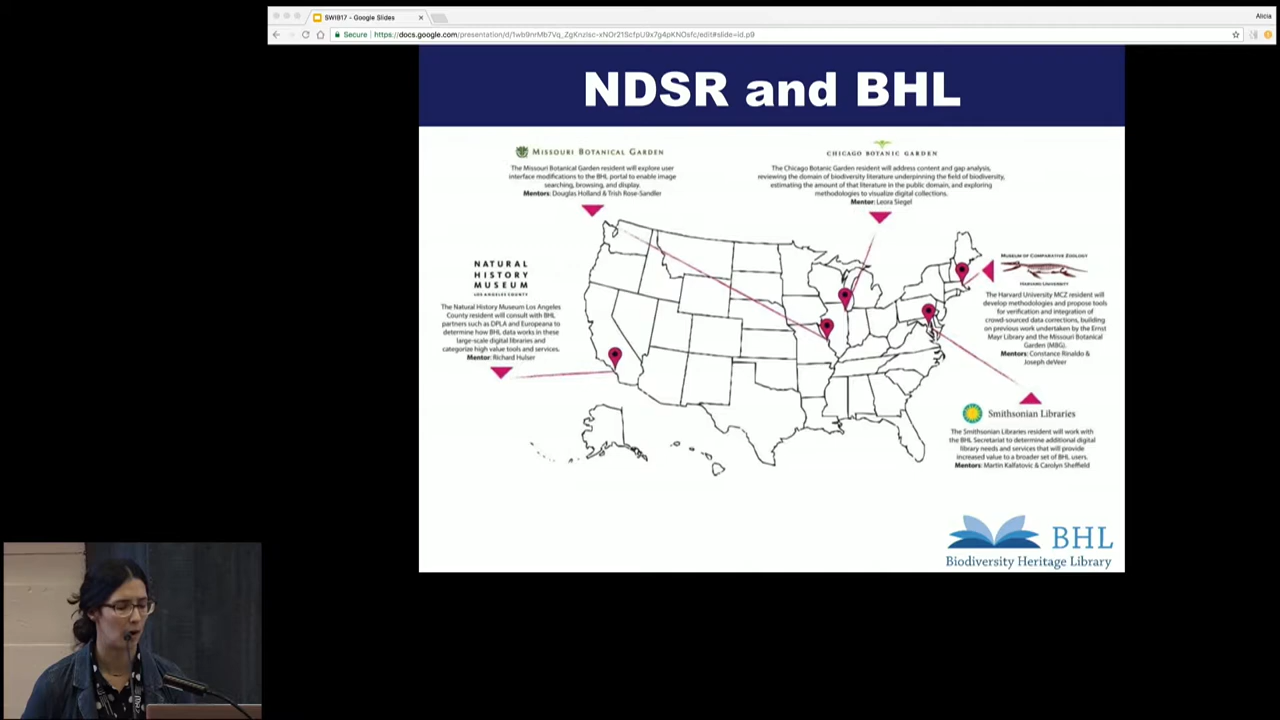 SWIB17 - Google Slides
Alicia
Secure
NDSR and BHL
MISSOURI BOTANICAL GARDEN
The Missouri Botanical Garden resident will explore user
interface modifications to the BHL portal to enable image
searching, browsing, and display.
Mentors: Douglas Holland & Trish Rose-Sandler
CHICAGO BOTANIC GARDEN
The Chicago Botanic Garden resident will address content and gap analysis,
reviewing the domain of biodiversity literature underpinning the field of biodiversity,
estimating the amount of that literature in the public domain, and exploring
methodologies to visualize digital collections.
Mentor: Leora Siegel
NATURAL
HISTORY
MUSEUM
LOS ANGELES COUNTY
The Natural History Museum Los Angeles
County resident will consult with BHL
partners such as DPLA and Europeana to
determine how BHL data works in these
large-scale digital libraries and
categorize high value tools and services.
Mentor: Richard Hulser
MUSEUM OF COMPARATIVE ZOOLOGY
HARVARD UNIVERSITY
The Harvard University MCZ resident will
develop methodologies and propose tools
for verification and integration of
crowd-sourced data corrections, building
on previous work undertaken by the Ernst
Mayr Library and the Missouri Botanical
Garden (MBG).
Mentors: Constance Rinaldo &
Joseph deVeer
Smithsonian Libraries
The Smithsonian Libraries resident will work with
the BHL Secretariat to determine additional digital
library needs and services that will provide
increased value to a broader set of BHL users.
Mentors: Martin Kalfatovic & Carolyn Sheffield
BHL
Biodiversity Heritage Library